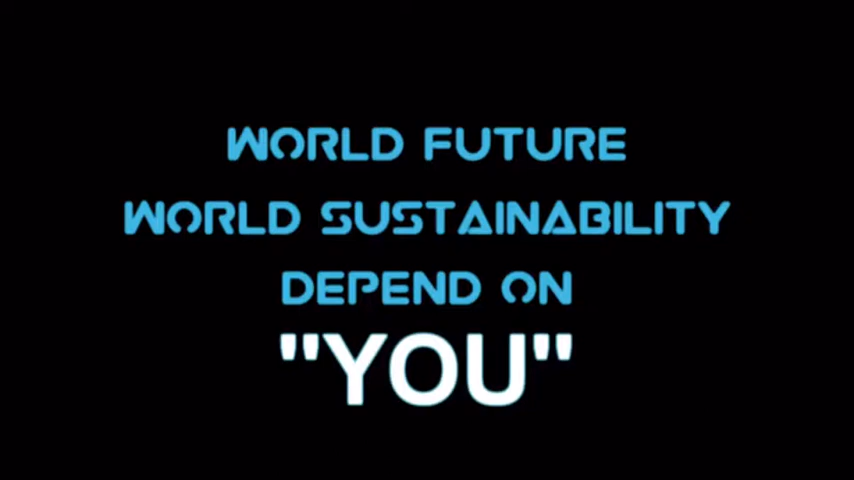 WORLD FUTURE
WORLD SUSTAINABILITY
DEPEND ON
"YOU"